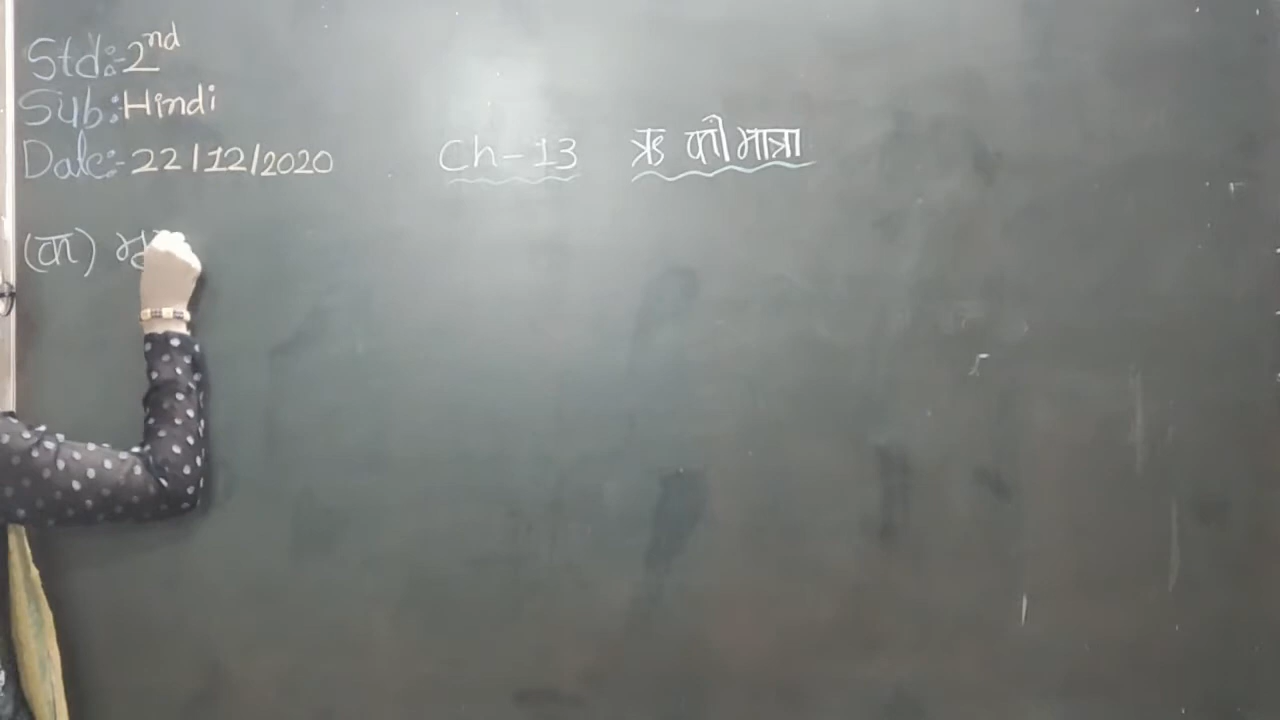 Std:-2nd
Sub:Hindi
Date:-22/12/2020
Ch-13 ऋ की मात्रा
(क)